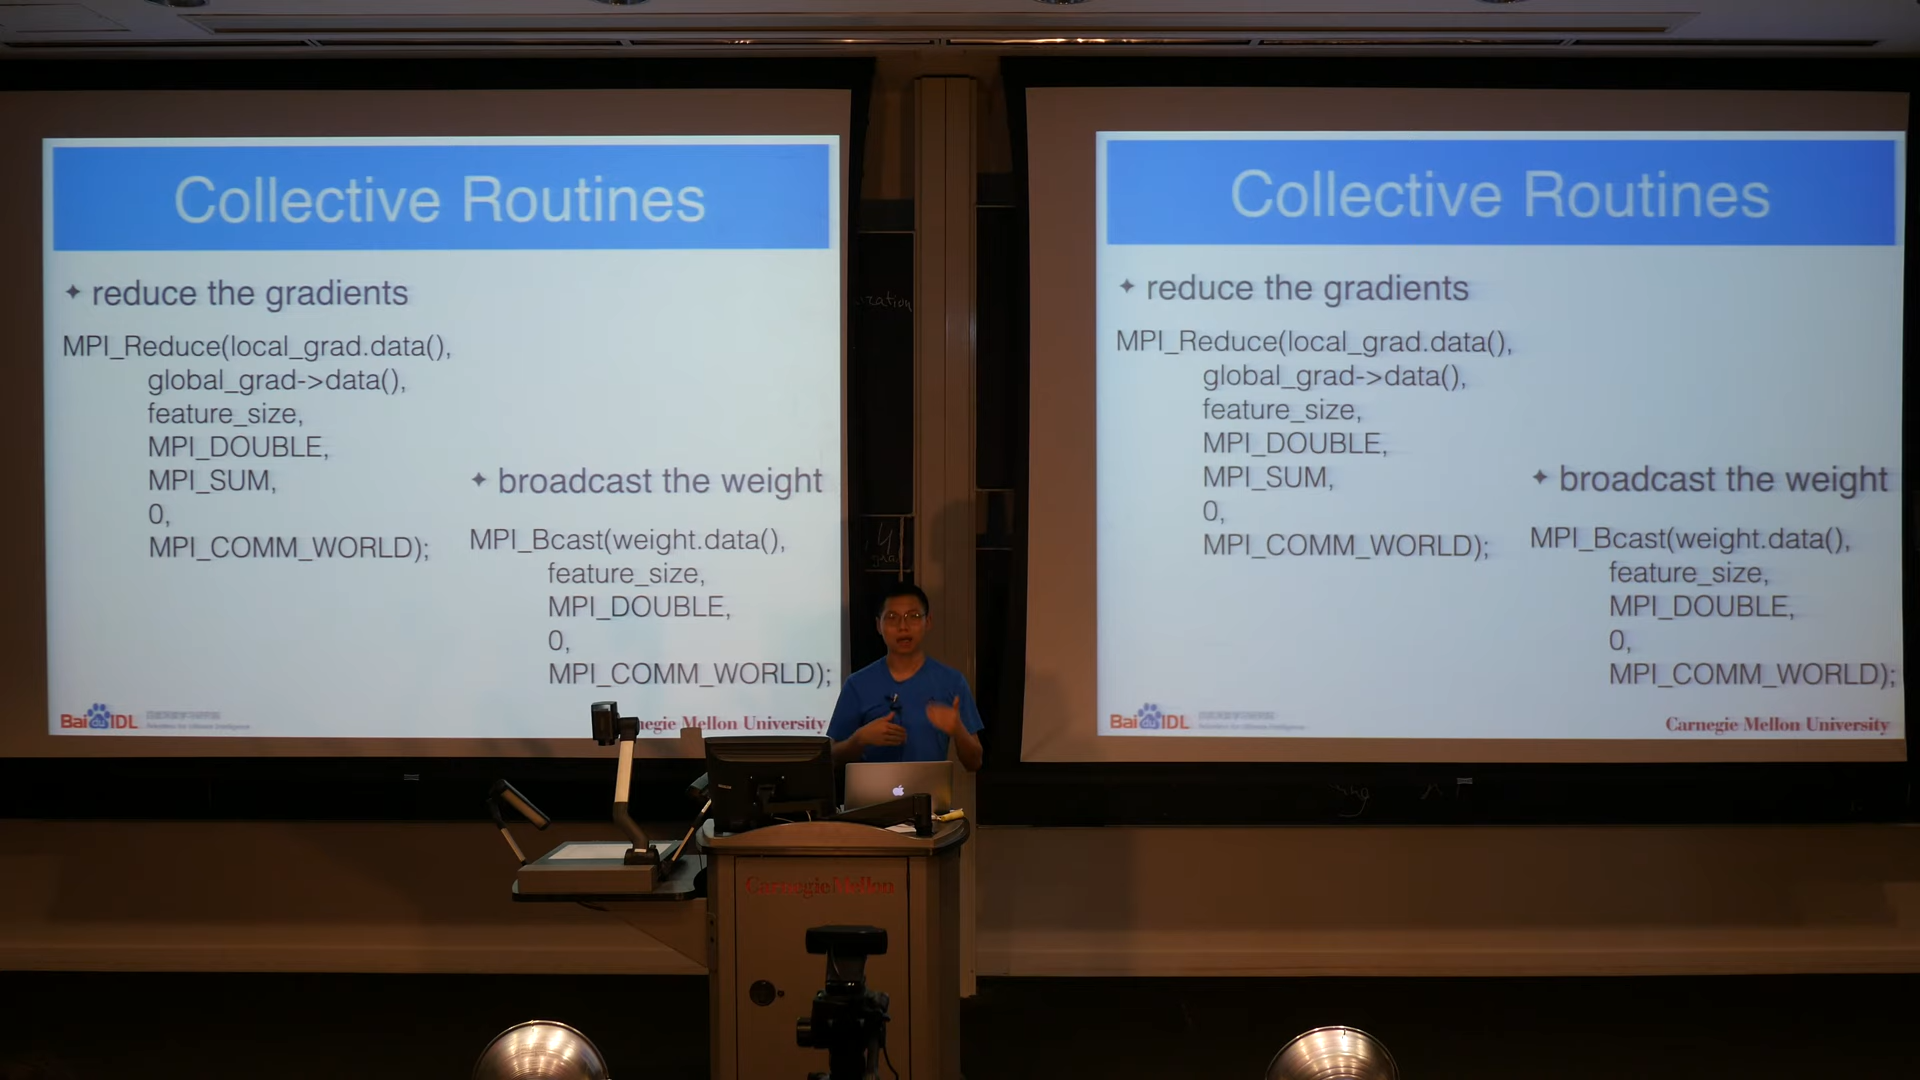 Collective Routines
✦ reduce the gradients
MPI_Reduce(local_grad.data(),
global_grad->data(),
feature_size,
MPI_DOUBLE,
MPI_SUM,
0,
MPI_COMM_WORLD);
✦ broadcast the weight
MPI_Bcast(weight.data(),
feature_size,
MPI_DOUBLE,
0,
MPI_COMM_WORLD);
Bai du IDL
negie Mellon University
Collective Routines
✦ reduce the gradients
MPI_Reduce(local_grad.data(),
global_grad->data(),
feature_size,
MPI_DOUBLE,
MPI_SUM,
0,
MPI_COMM_WORLD);
✦ broadcast the weight
MPI_Bcast(weight.data(),
feature_size,
MPI_DOUBLE,
0,
MPI_COMM_WORLD);
Bai du IDL
Carnegie Mellon University
CarnegieMellon